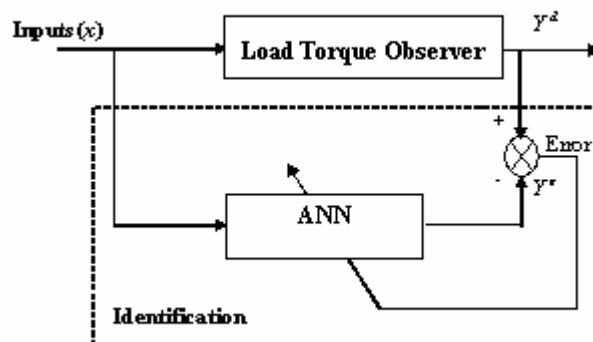 Inputs(x)
Load Torque Observer
Y^d
+
Error
-
Y^s
ANN
Identification